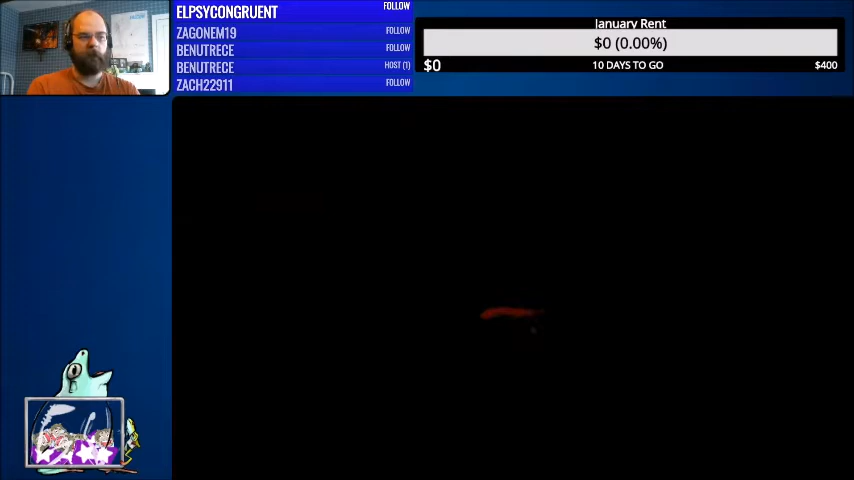 ELPSYCONGRUENT FOLLOW
ZAGONEM19 FOLLOW
BENUTRECE FOLLOW
BENUTRECE HOST (1)
ZACH22911 FOLLOW
January Rent
$0 (0.00%)
$0 10 DAYS TO GO $400